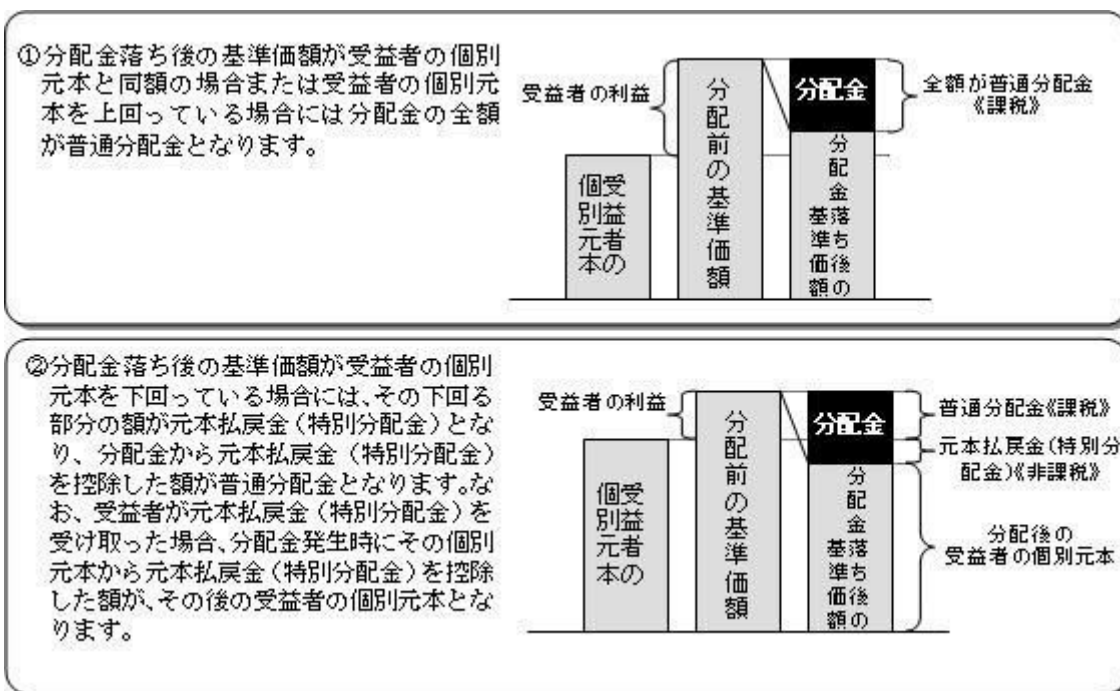 ①分配金落ち後の基準価額が受益者の個別
元本と同額の場合または受益者の個別元
本を上回っている場合には分配金の全額
が普通分配金となります。
受益者の利益
受益者の
個別元本
分配前の基準価額
分配金
分配金落ち後の
基準価額
全額が普通分配金
《課税》
②分配金落ち後の基準価額が受益者の個別
元本を下回っている場合には、その下回る
部分の額が元本払戻金(特別分配金)とな
り、分配金から元本払戻金(特別分配金)
を控除した額が普通分配金となります。な
お、受益者が元本払戻金(特別分配金)を
受け取った場合、分配金発生時にその個別
元本から元本払戻金(特別分配金)を控除
した額が、その後の受益者の個別元本とな
ります。
受益者の利益
受益者の
個別元本
分配前の基準価額
分配金
分配金落ち後の
基準価額
普通分配金《課税》
元本払戻金(特別分
配金)《非課税》
分配後の
受益者の個別元本